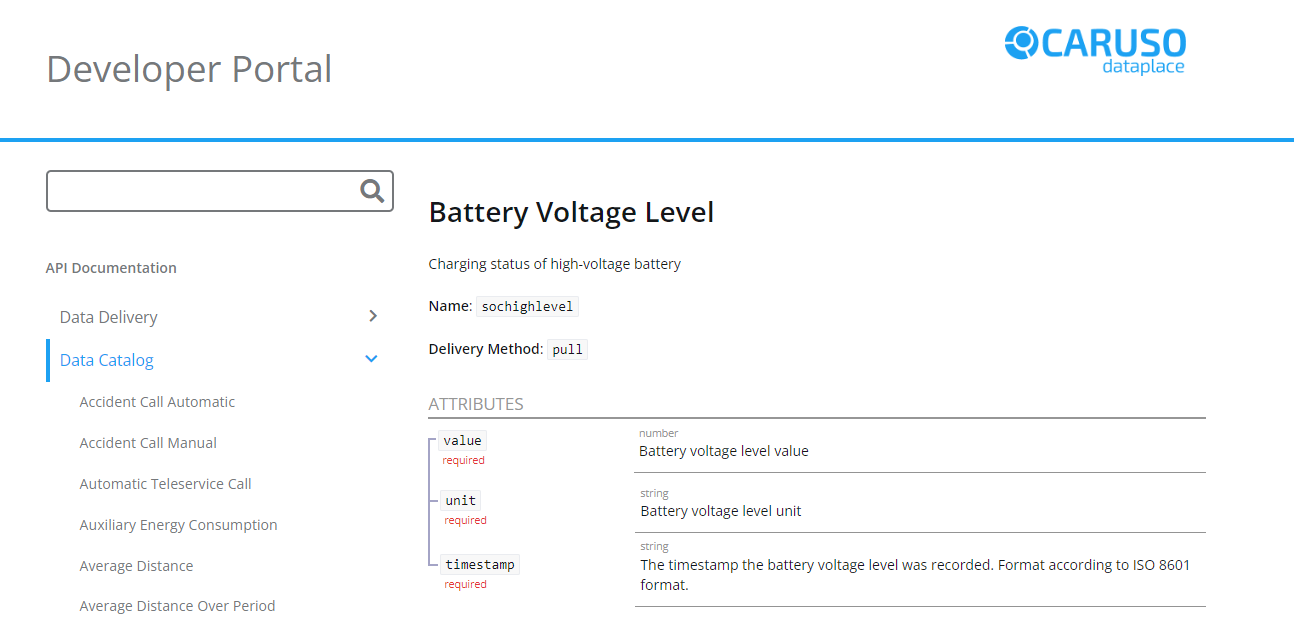 Developer Portal
CARUSO
dataplace
API Documentation
Data Delivery
Data Catalog
Accident Call Automatic
Accident Call Manual
Automatic Teleservice Call
Auxiliary Energy Consumption
Average Distance
Average Distance Over Period
Battery Voltage Level
Charging status of high-voltage battery
Name: sochighlevel
Delivery Method: pull
ATTRIBUTES
value
required
number
Battery voltage level value
unit
required
string
Battery voltage level unit
timestamp
required
string
The timestamp the battery voltage level was recorded. Format according to ISO 8601
format.